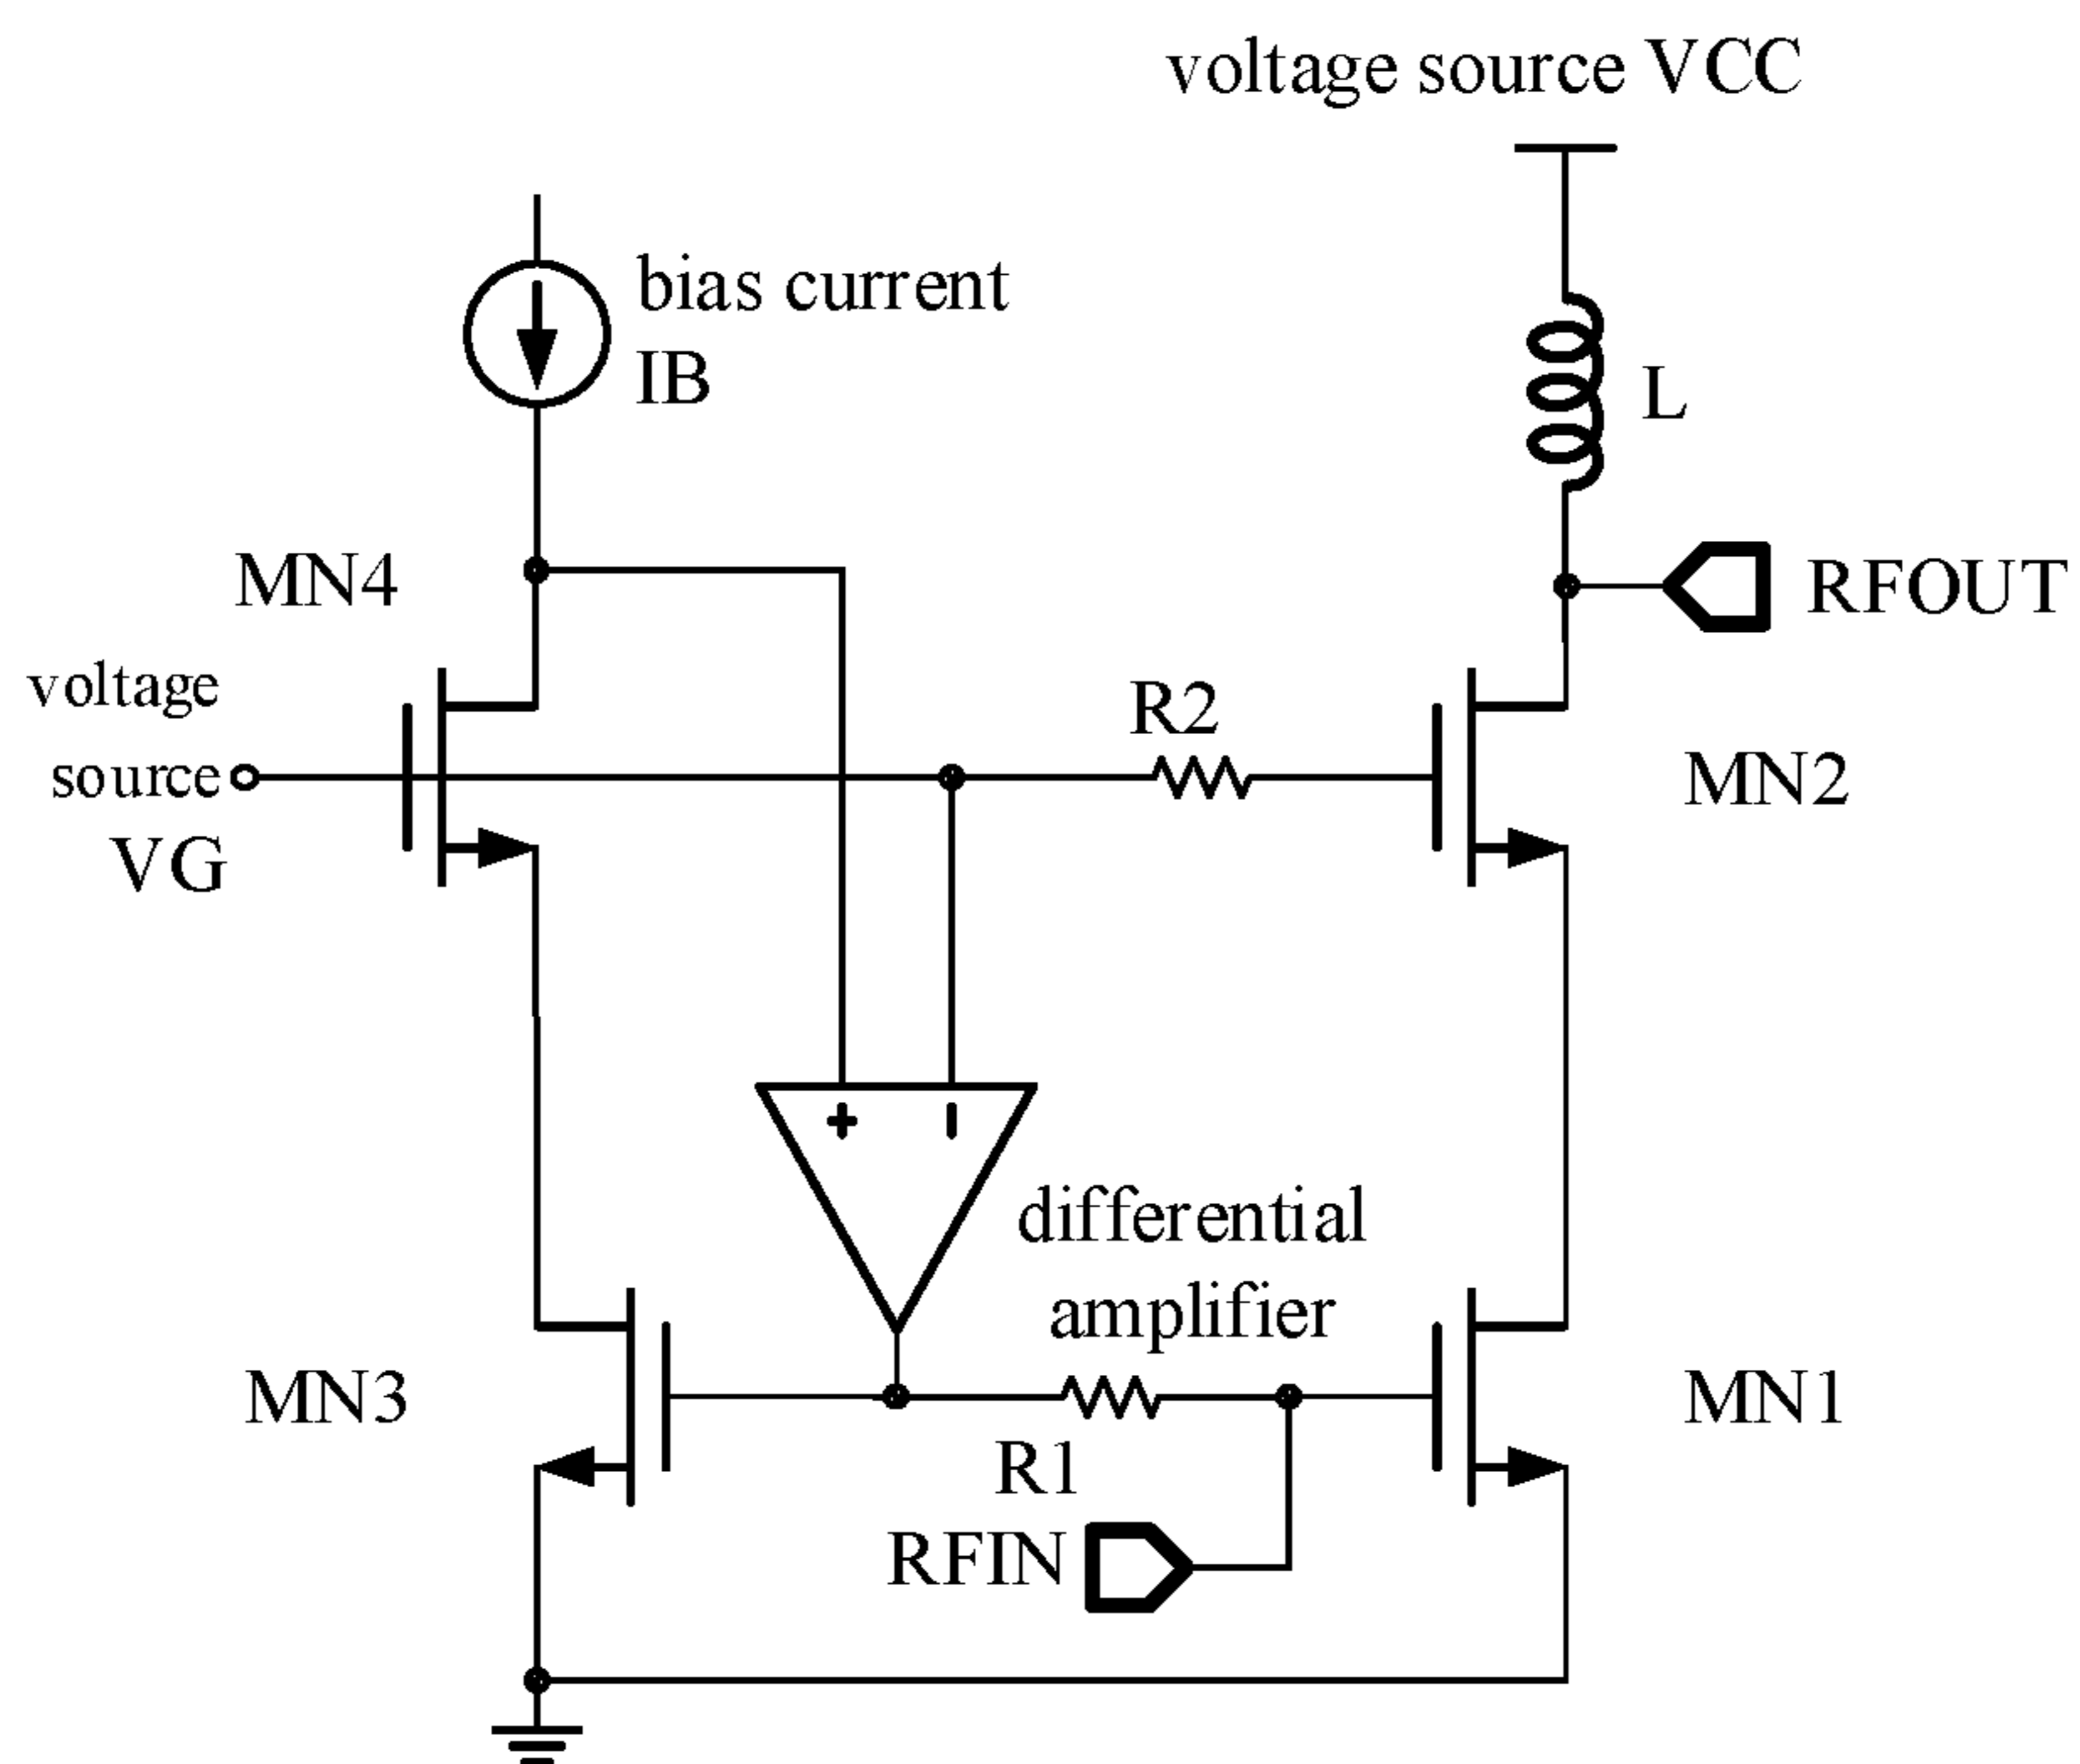 voltage source VCC
bias current
IB
L
MN4
RFOUT
voltage
source
VG
R2
MN2
+ -
differential
amplifier
MN3
R1
MN1
RFIN